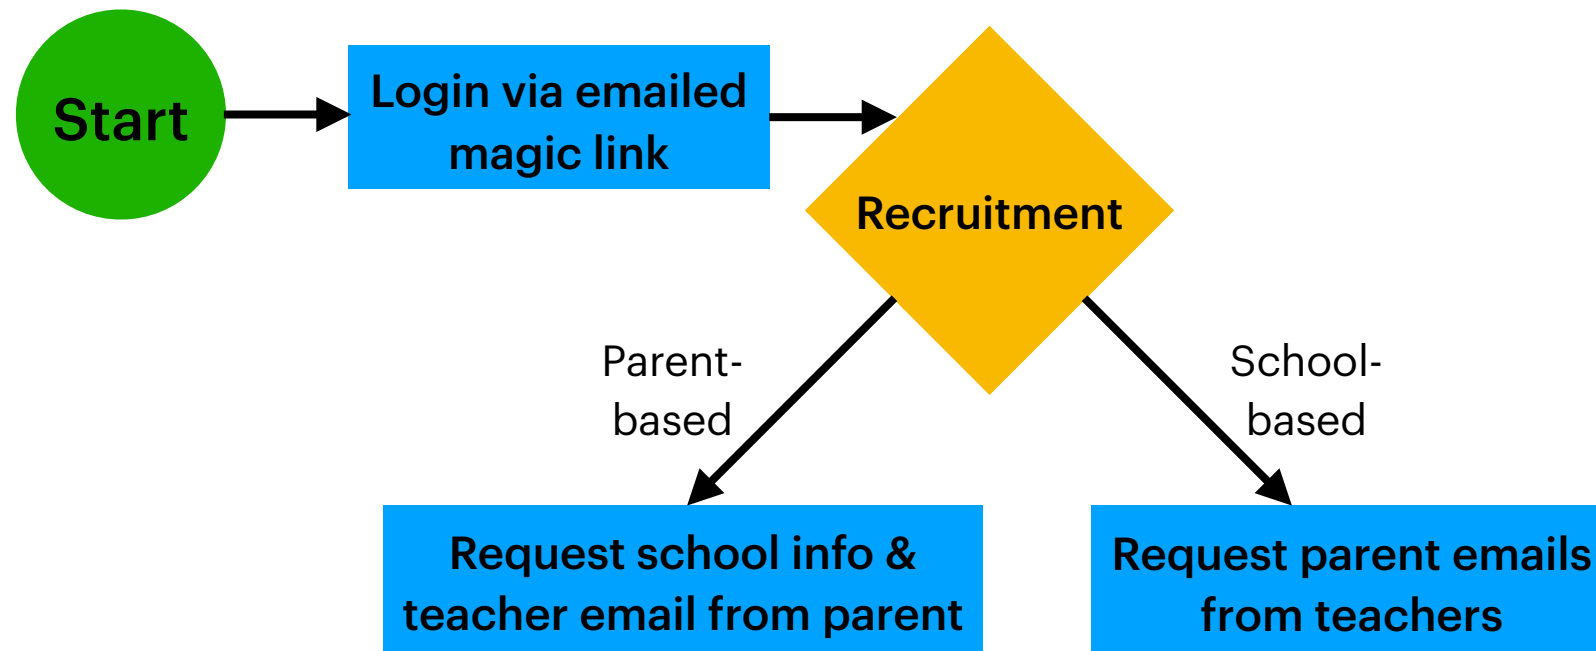 Start
Login via emailed
magic link
Recruitment
Parent-
based
School-
based
Request school info &
teacher email from parent
Request parent emails
from teachers